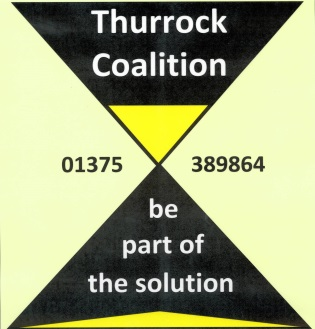 Thurrock
Coalition
01375 389864
be
part of
the solution